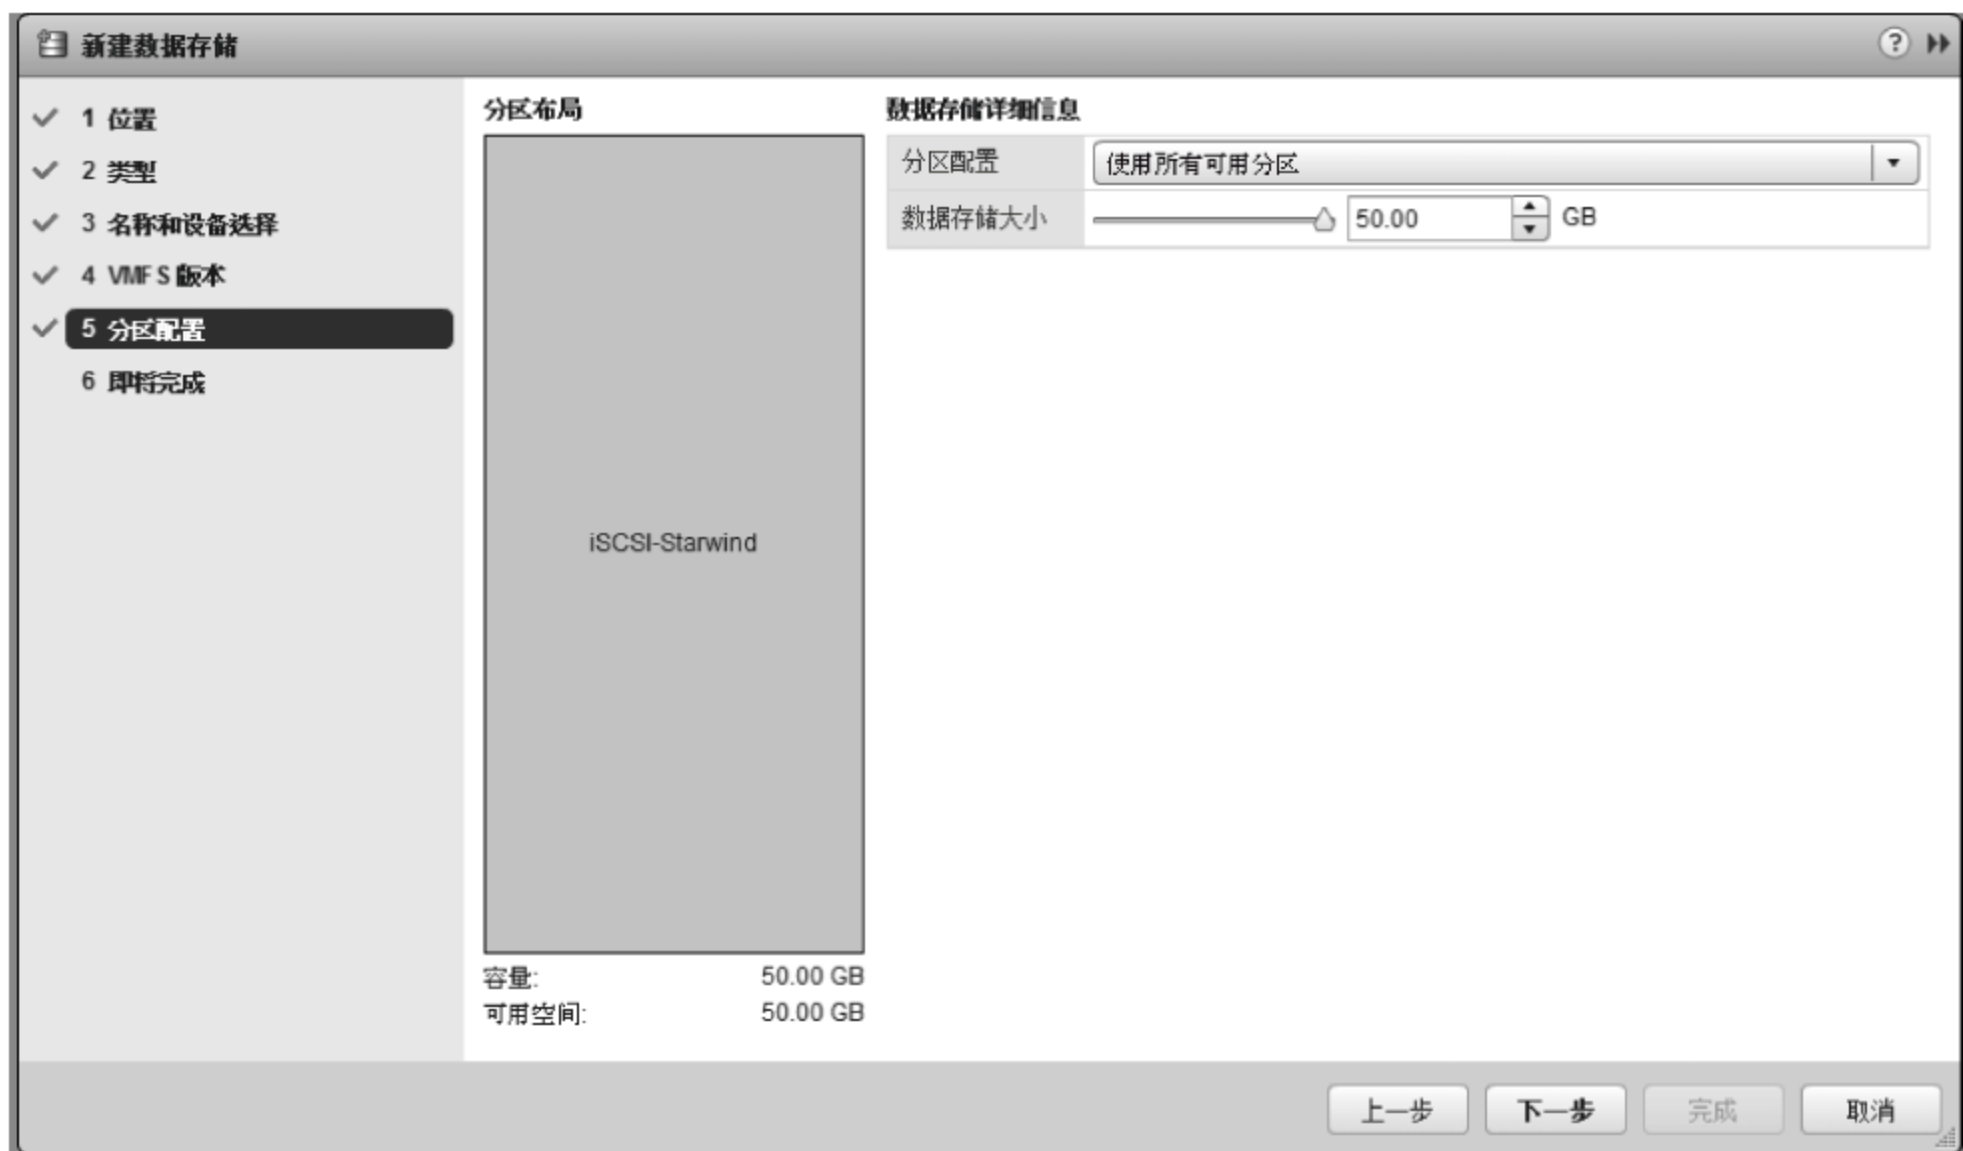 新建数据存储
1 位置
2 类型
3 名称和设备选择
4 VMFS 版本
5 分区配置
6 即将完成
分区布局
iSCSI-Starwind
容量: 50.00 GB
可用空间: 50.00 GB
数据存储详细信息
分区配置 使用所有可用分区
数据存储大小 50.00 GB
上一步 下一步 完成 取消